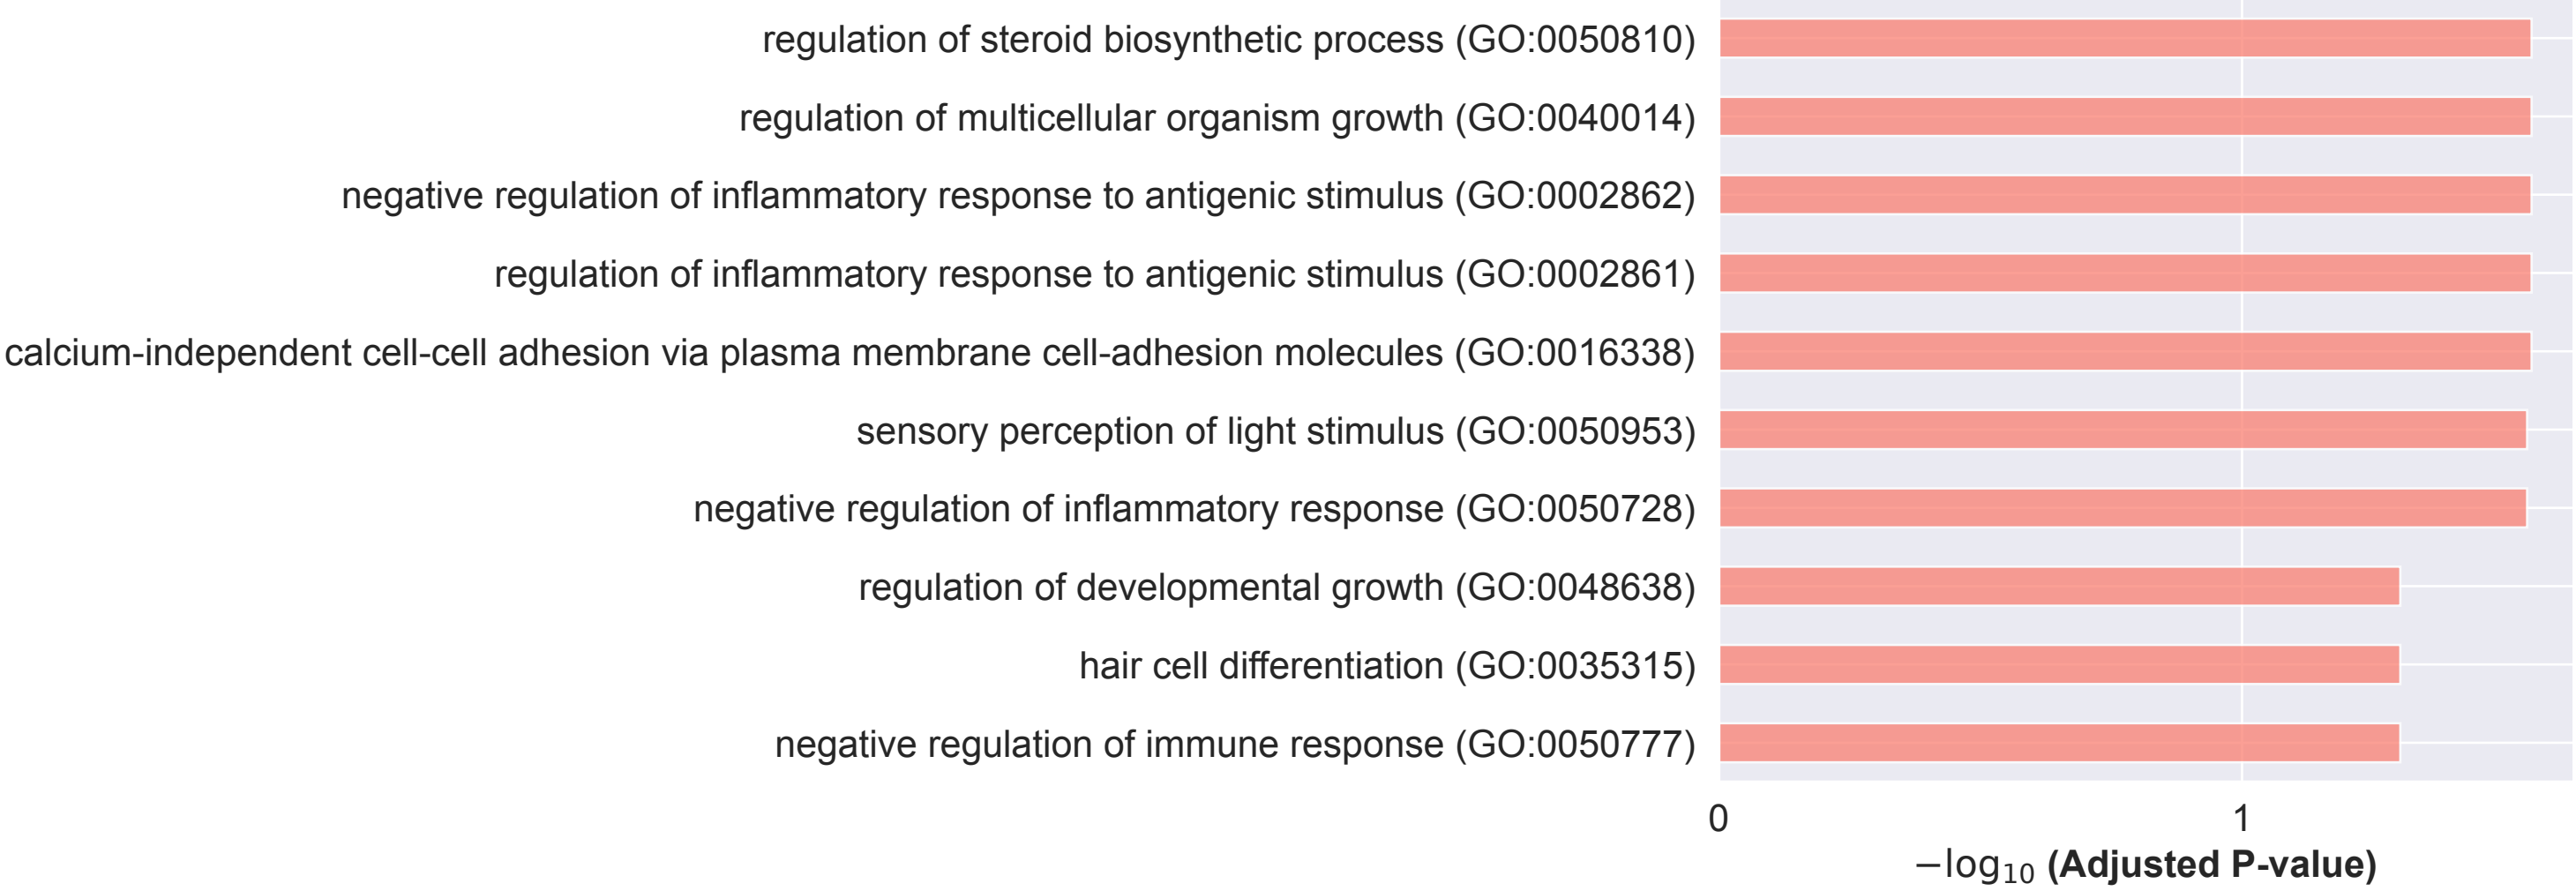 regulation of steroid biosynthetic process (GO:0050810)
regulation of multicellular organism growth (GO:0040014)
negative regulation of inflammatory response to antigenic stimulus (GO:0002862)
regulation of inflammatory response to antigenic stimulus (GO:0002861)
calcium-independent cell-cell adhesion via plasma membrane cell-adhesion molecules (GO:0016338)
sensory perception of light stimulus (GO:0050953)
negative regulation of inflammatory response (GO:0050728)
regulation of developmental growth (GO:0048638)
hair cell differentiation (GO:0035315)
negative regulation of immune response (GO:0050777)
0 1
−log₁₀ (Adjusted P-value)